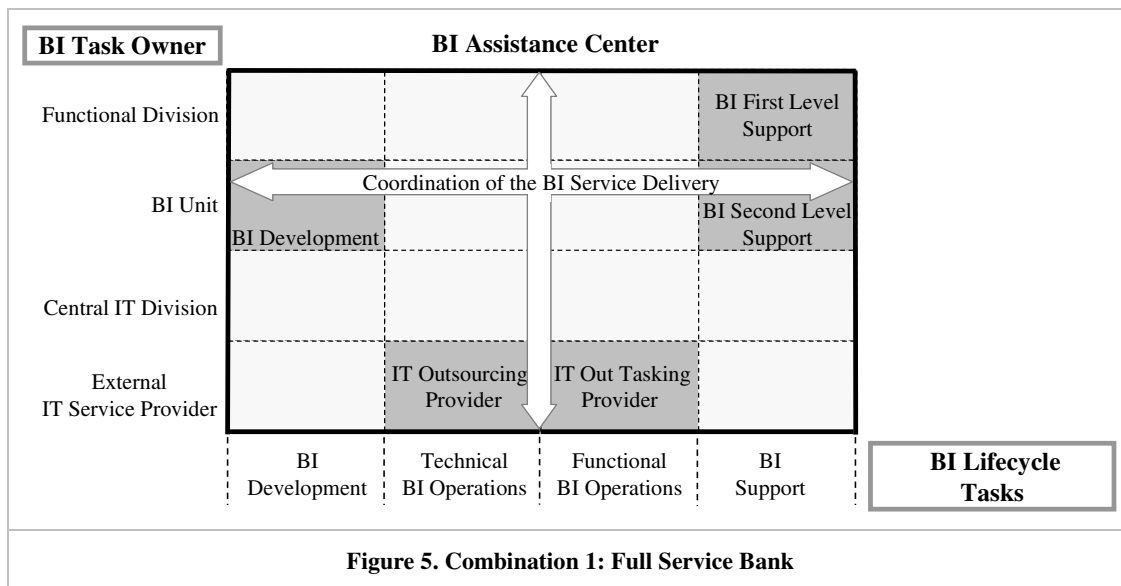 BI Task Owner
BI Assistance Center
Functional Division
BI First Level
Support
Coordination of the BI Service Delivery
BI Unit
BI Development
BI Second Level
Support
Central IT Division
External
IT Service Provider
IT Outsourcing
Provider
IT Out Tasking
Provider
BI
Development
Technical
BI Operations
Functional
BI Operations
BI
Support
BI Lifecycle
Tasks
Figure 5. Combination 1: Full Service Bank